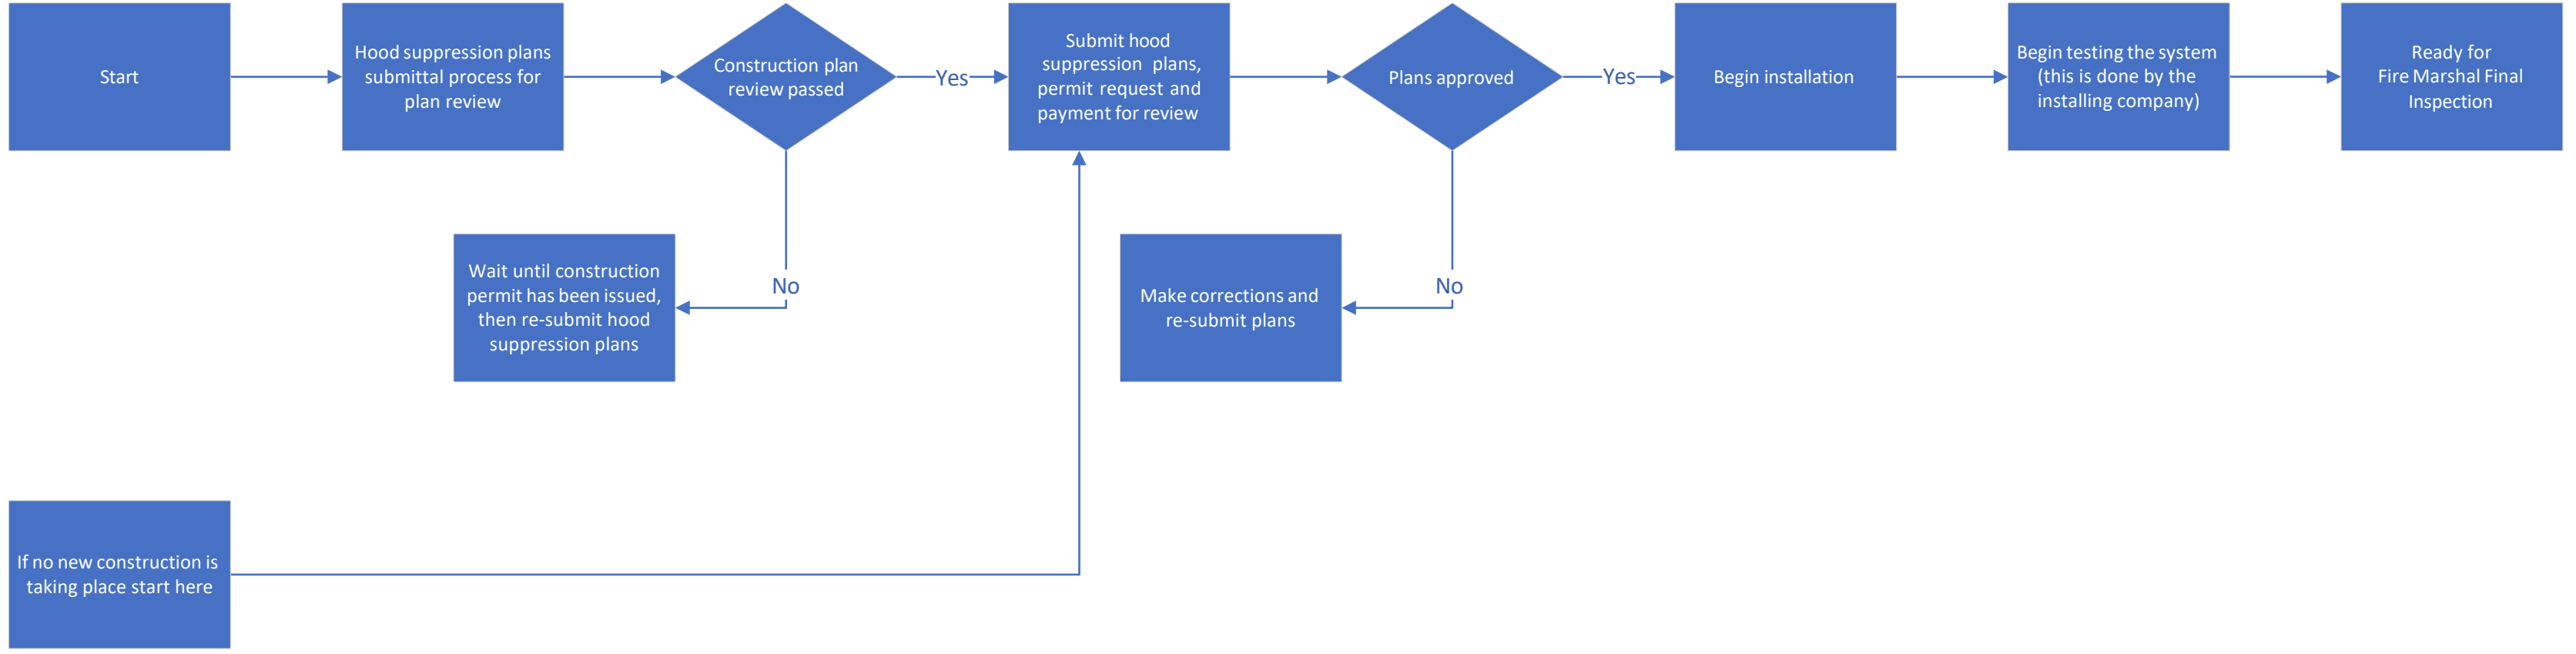 Start
Hood suppression plans
submittal process for
plan review
Construction plan
review passed
Yes
Submit hood
suppression plans,
permit request and
payment for review
Plans approved
Yes
Begin installation
Begin testing the system
(this is done by the
installing company)
Ready for
Fire Marshal Final
Inspection
Wait until construction
permit has been issued,
then re-submit hood
suppression plans
No
Make corrections and
re-submit plans
No
If no new construction is
taking place start here